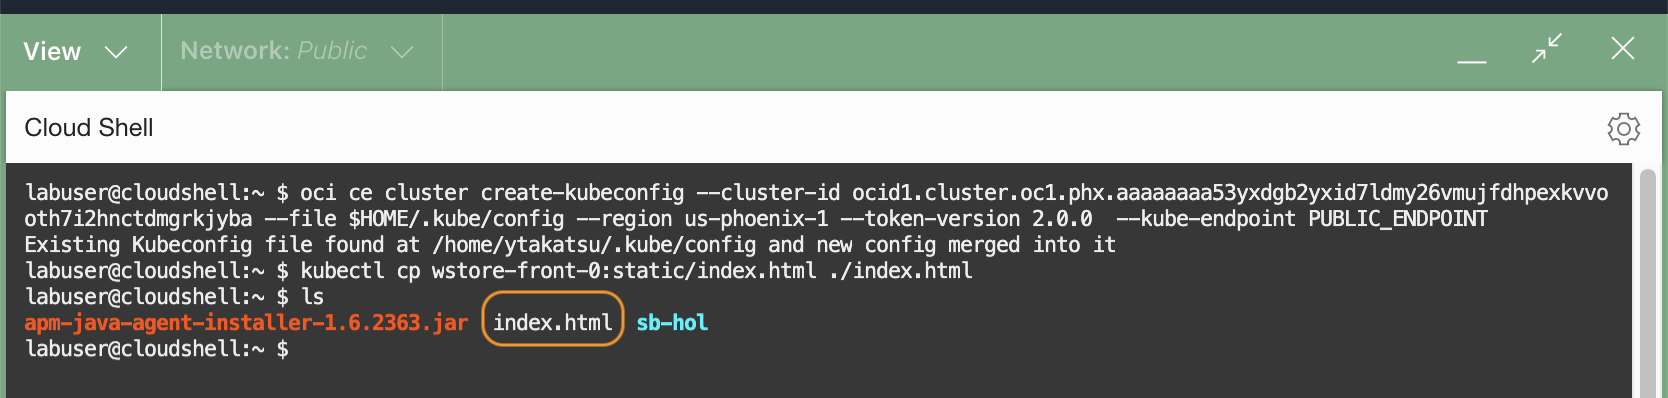 View
Network: Public
Cloud Shell
labuser@cloudshell:~ $ oci ce cluster create-kubeconfig --cluster-id ocid1.cluster.oc1.phx.aaaaaaaa53yxdgb2yxid7ldmy26vmujfdhpexkvvo
oth7i2hnctdmgrkjyba --file $HOME/.kube/config --region us-phoenix-1 --token-version 2.0.0  --kube-endpoint PUBLIC_ENDPOINT
Existing Kubeconfig file found at /home/ytakatsu/.kube/config and new config merged into it
labuser@cloudshell:~ $ kubectl cp wstore-front-0:static/index.html ./index.html
labuser@cloudshell:~ $ ls
apm-java-agent-installer-1.6.2363.jar index.html sb-hol
labuser@cloudshell:~ $